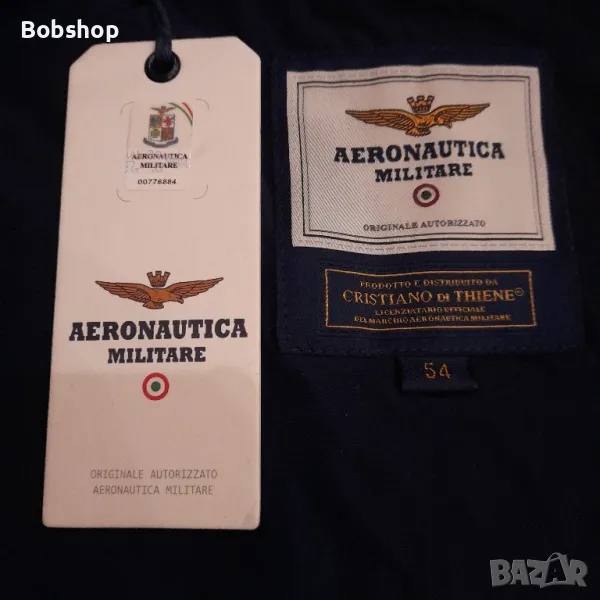 Bobshop
AERONAUTICA
MILITARE
00776884
AERONAUTICA
MILITARE
ORIGINALE AUTORIZZATO
AERONAUTICA MILITARE
AERONAUTICA
MILITARE
ORIGINALE AUTORIZZATO
PRODOTTO E DISTRIBUITO DA
CRISTIANO DI THIENE
LICENZIATARIO UFFICIALE
DEL MARCHIO AERONAUTICA MILITARE
54
BAZAR